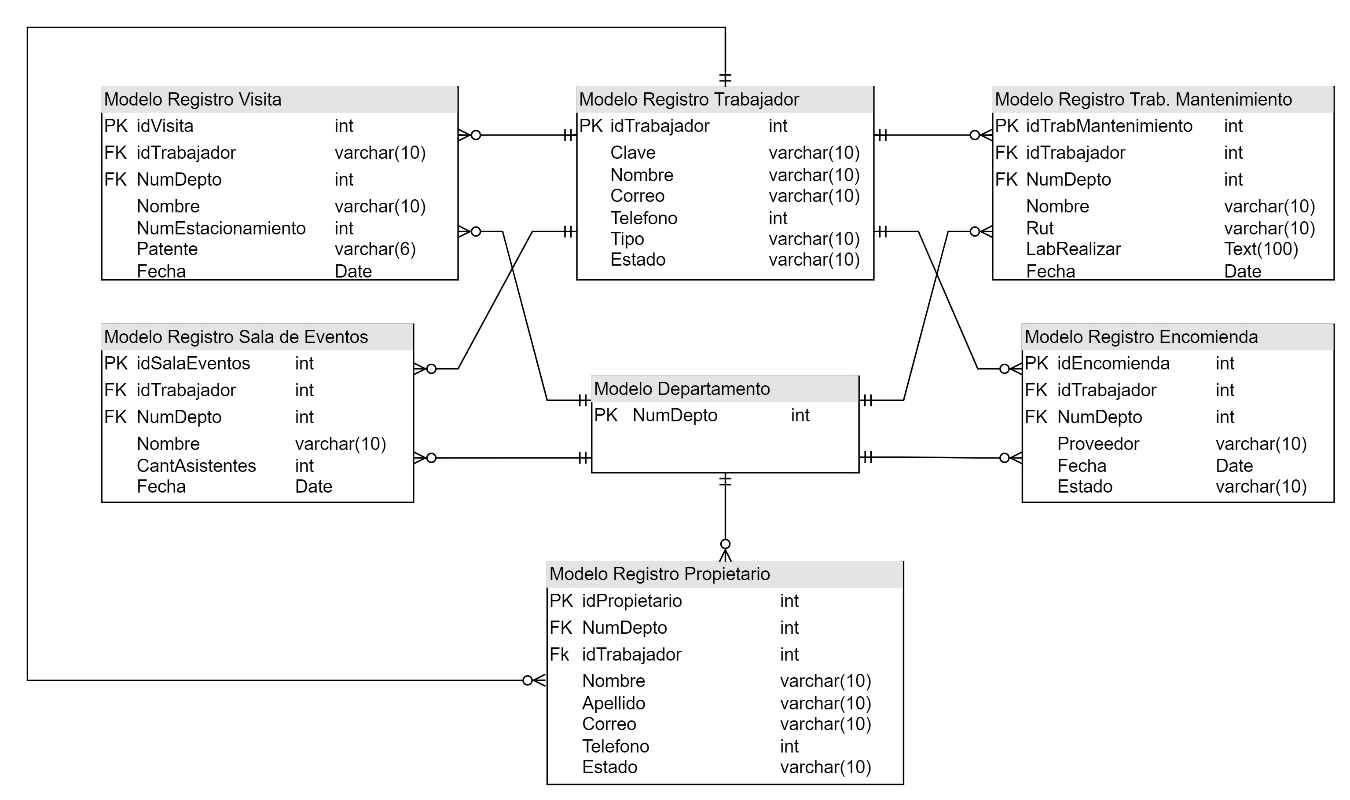 Modelo Registro Visita
PK idVisita int
FK idTrabajador varchar(10)
FK NumDepto int
Nombre varchar(10)
NumEstacionamiento int
Patente varchar(6)
Fecha Date
Modelo Registro Trabajador
PK idTrabajador int
Clave varchar(10)
Nombre varchar(10)
Correo varchar(10)
Telefono int
Tipo varchar(10)
Estado varchar(10)
Modelo Registro Trab. Mantenimiento
PK idTrabMantenimiento int
FK idTrabajador int
FK NumDepto int
Nombre varchar(10)
Rut varchar(10)
LabRealizar Text(100)
Fecha Date
Modelo Registro Sala de Eventos
PK idSalaEventos int
FK idTrabajador int
FK NumDepto int
Nombre varchar(10)
CantAsistentes int
Fecha Date
Modelo Departamento
PK NumDepto int
Modelo Registro Encomienda
PK idEncomienda int
FK idTrabajador int
FK NumDepto int
Proveedor varchar(10)
Fecha Date
Estado varchar(10)
Modelo Registro Propietario
PK idPropietario int
FK NumDepto int
Fk idTrabajador int
Nombre varchar(10)
Apellido varchar(10)
Correo varchar(10)
Telefono int
Estado varchar(10)